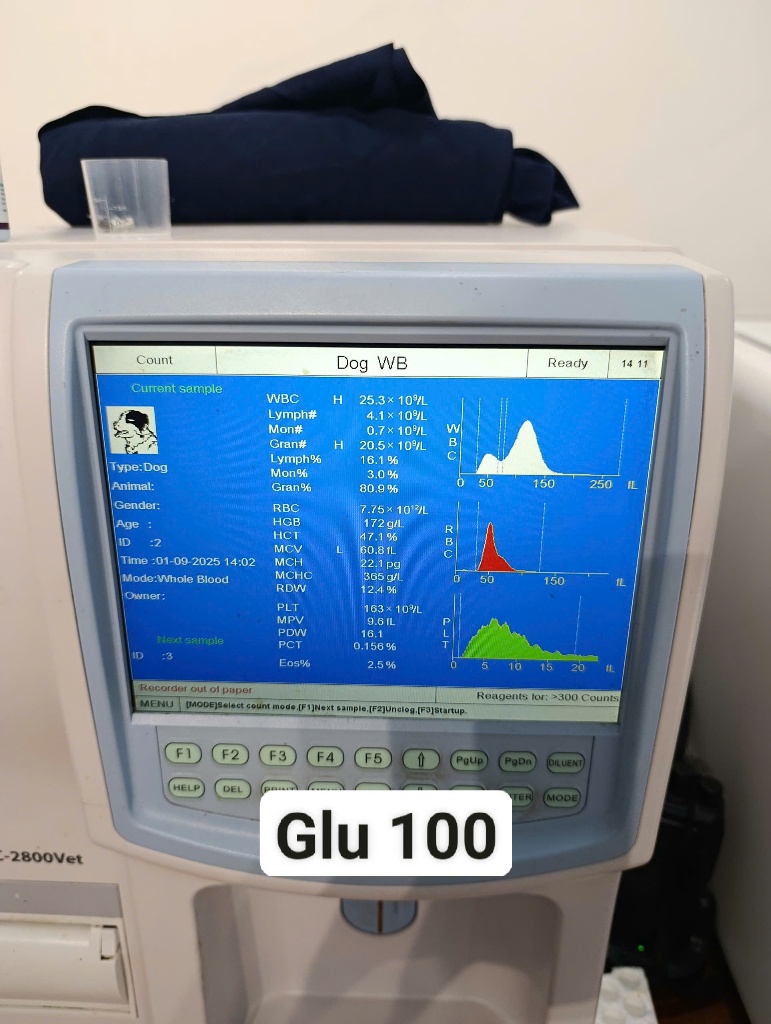 Count Dog WB Ready 14 11
Current sample
Type:Dog
Animal:
Gender:
Age :
ID :2
Time :01-09-2025 14:02
Mode:Whole Blood
Owner:
Next sample
ID :3
WBC H 25.3 × 10⁹/L
Lymph# 4.1 × 10⁹/L
Mon# 0.7 × 10⁹/L
Gran# H 20.5 × 10⁹/L
Lymph% 16.1 %
Mon% 3.0 %
Gran% 80.9 %
RBC 7.75 × 10¹²/L
HGB 172 g/L
HCT 47.1 %
MCV L 60.8 fL
MCH 22.1 pg
MCHC 365 g/L
RDW 12.4 %
PLT 163 × 10⁹/L
MPV 9.6 fL
PDW 16.1
PCT 0.156 %
Eos% 2.5 %
WBC
0 50 150 250 fL
RBC
0 50 150 fL
PLT
0 5 10 15 20 fL
Recorder out of paper Reagents for: >300 Counts
MENU [MODE]Select count mode,[F1]Next sample,[F2]Unclog,[F3]Startup.
F1 F2 F3 F4 F5 ⇧ PgUp PgDn DILUENT
HELP DEL MODE
Glu 100
C-2800Vet